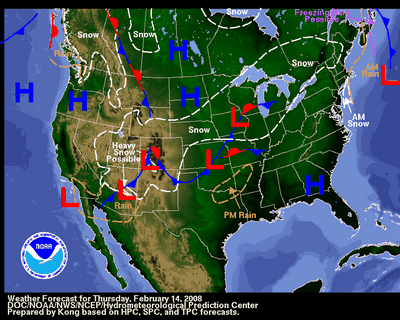 Freezing Rain
Possible
Snow
Snow
Snow
Rain
AM
Rain
H
H
H
H
L
AM
Snow
L
Snow
Heavy
Snow
Possible
L
L
L
L
Rain
H
PM Rain
NOAA
Weather Forecast for Thursday, February 14, 2008
DOC/NOAA/NWS/NCEP/Hydrometeorological Prediction Center
Prepared by Kong based on HPC, SPC, and TPC forecasts.